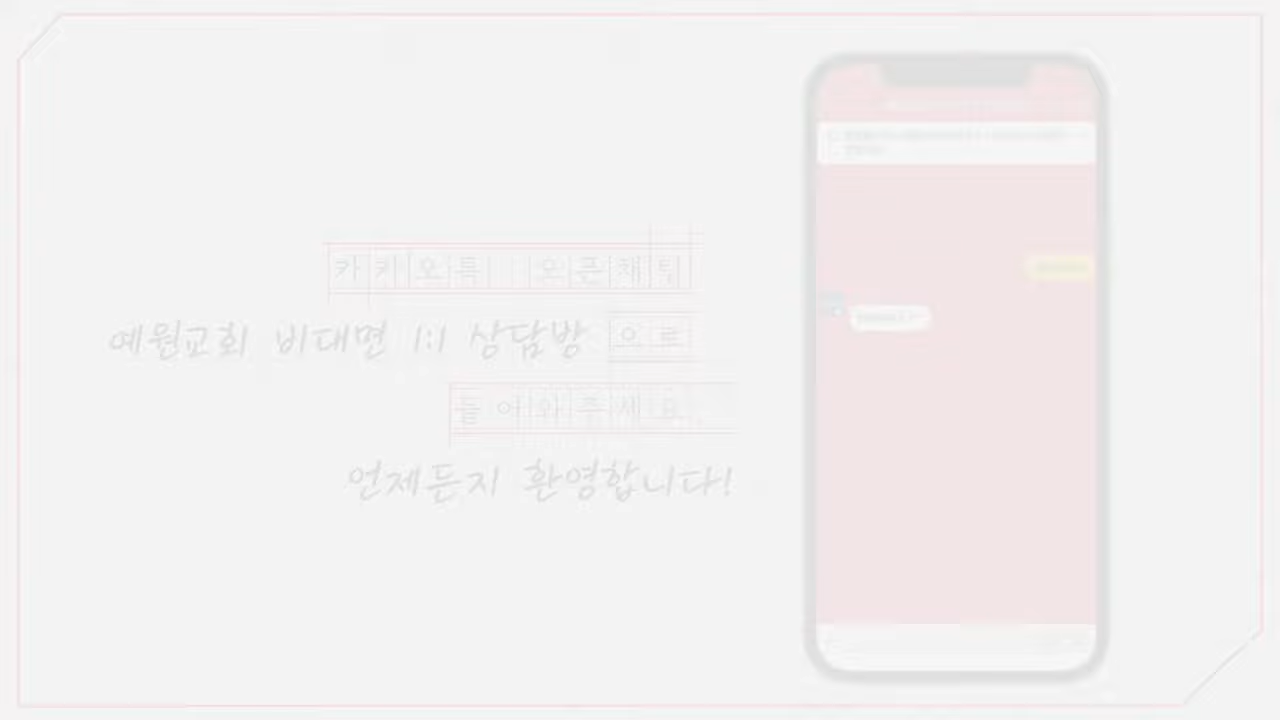 카카오톡 오픈채팅
예원교회 비대면 1:1 상담방 으로
들어와주세요
언제든지 환영합니다!